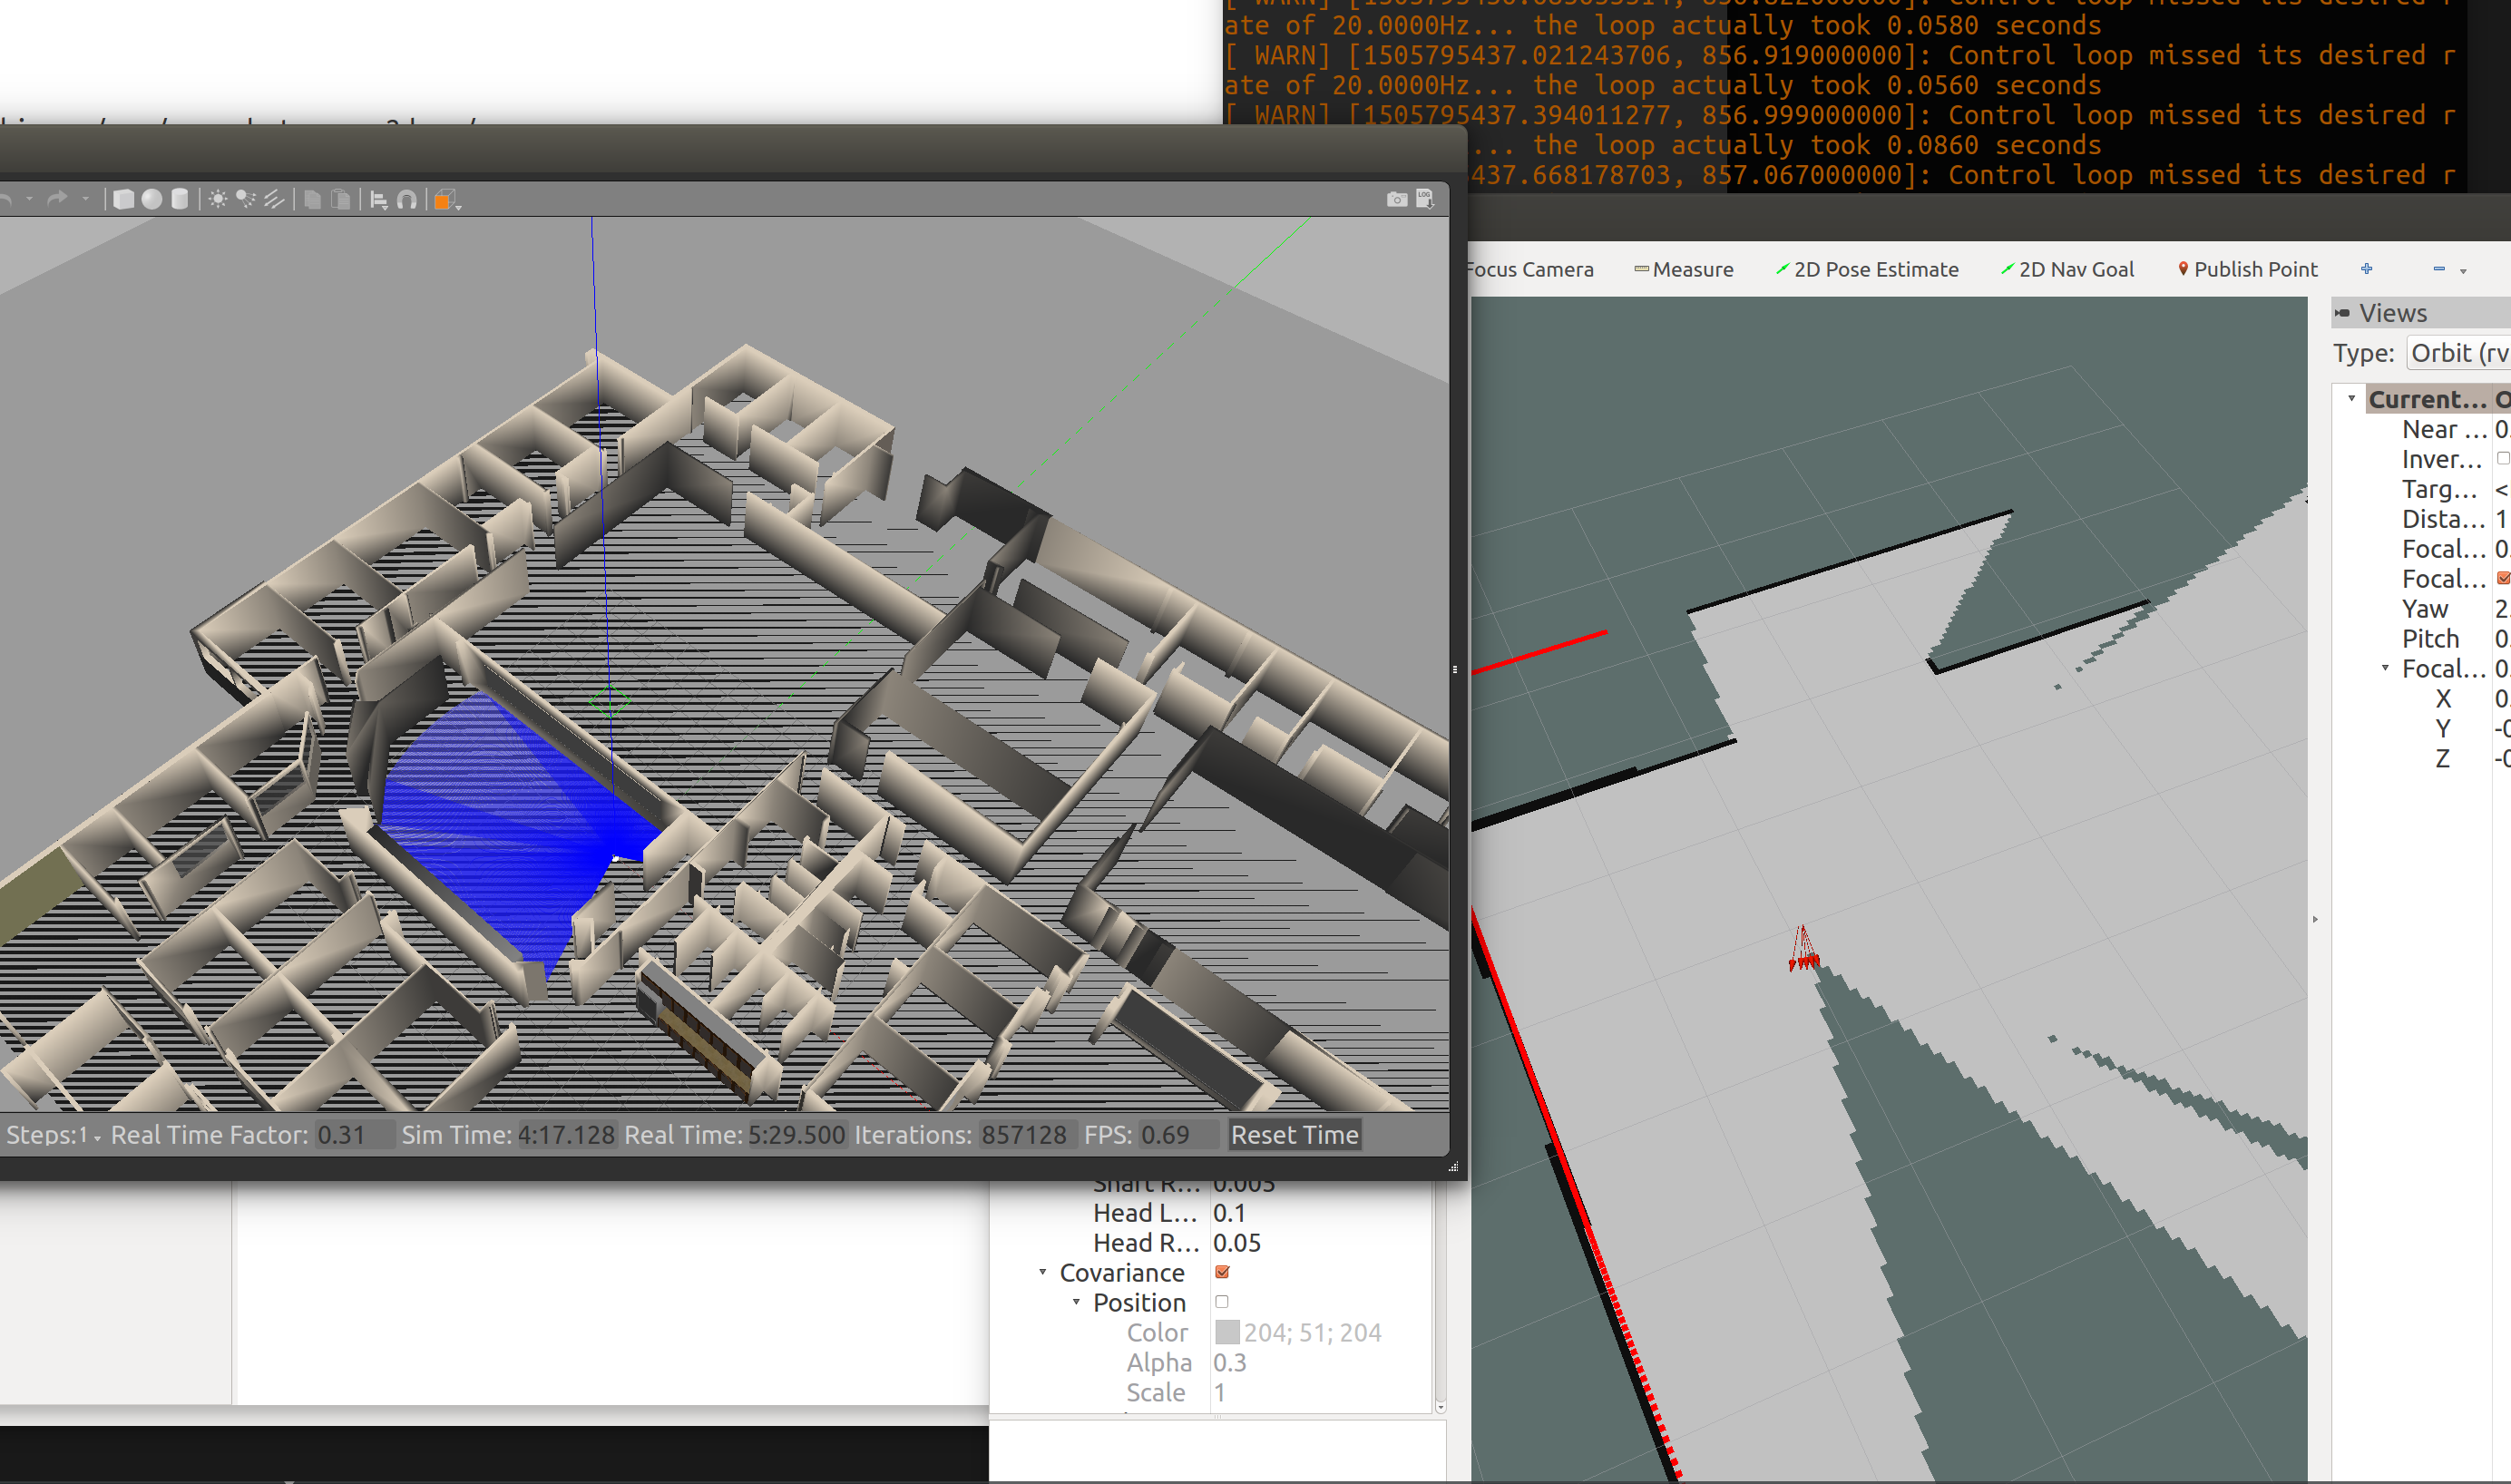 ate of 20.0000Hz... the loop actually took 0.0580 seconds
[ WARN] [1505795437.021243706, 856.919000000]: Control loop missed its desired r
ate of 20.0000Hz... the loop actually took 0.0560 seconds
[ WARN] [1505795437.394011277, 856.999000000]: Control loop missed its desired r
... the loop actually took 0.0860 seconds
437.668178703, 857.067000000]: Control loop missed its desired r
LOG
Focus Camera Measure 2D Pose Estimate 2D Nav Goal Publish Point
Views
Type: Orbit (rv
Current...
Near ... 0.
Inver...
Targ... <
Dista... 1
Focal... 0.
Focal...
Yaw 2.
Pitch 0.
Focal... 0.
X 0.
Y -0
Z -0
Steps: 1 Real Time Factor: 0.31 Sim Time: 4:17.128 Real Time: 5:29.500 Iterations: 857128 FPS: 0.69 Reset Time
Shaft R... 0.005
Head L... 0.1
Head R... 0.05
Covariance
Position
Color 204; 51; 204
Alpha 0.3
Scale 1